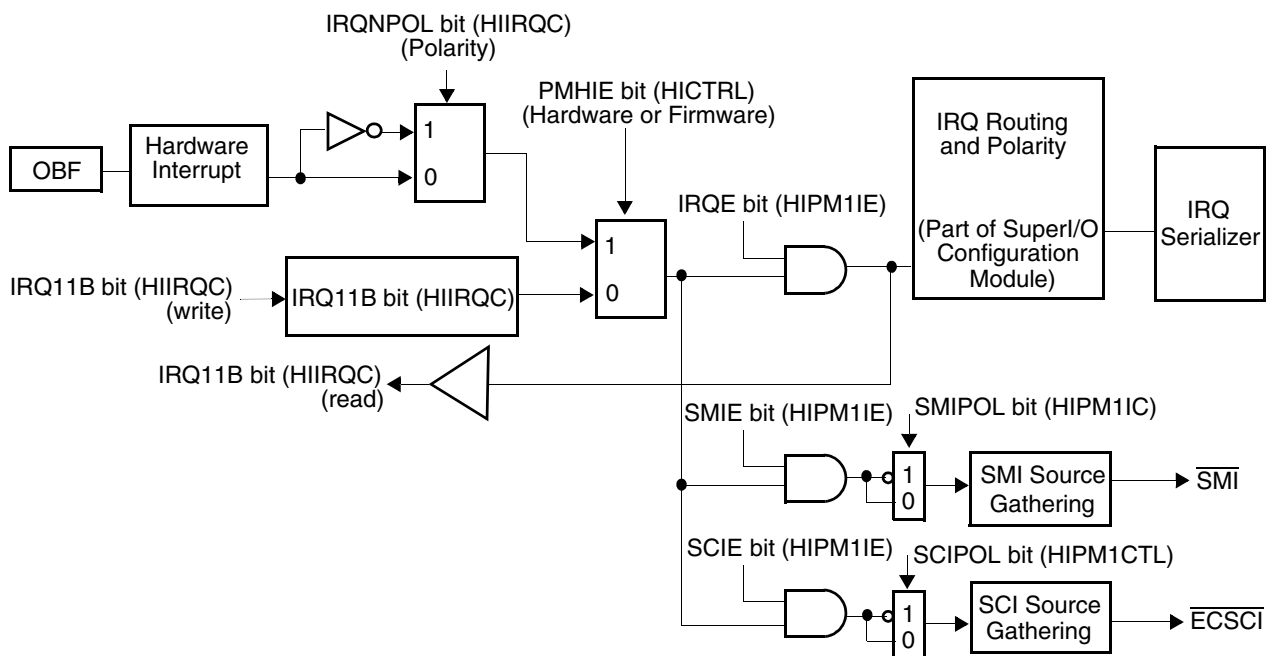 IRQNPOL bit (HIIRQC)
(Polarity)
PMHIE bit (HICTRL)
(Hardware or Firmware)
OBF
Hardware
Interrupt
1
0
IRQ Routing
and Polarity
(Part of SuperI/O
Configuration
Module)
IRQ
Serializer
IRQE bit (HIPM1IE)
1
0
IRQ11B bit (HIIRQC)
(write)
IRQ11B bit (HIIRQC)
IRQ11B bit (HIIRQC)
(read)
SMIE bit (HIPM1IE)
SMIPOL bit (HIPM1IC)
1
0
SMI Source
Gathering
SMI
SCIE bit (HIPM1IE)
SCIPOL bit (HIPM1CTL)
1
0
SCI Source
Gathering
ECSCI